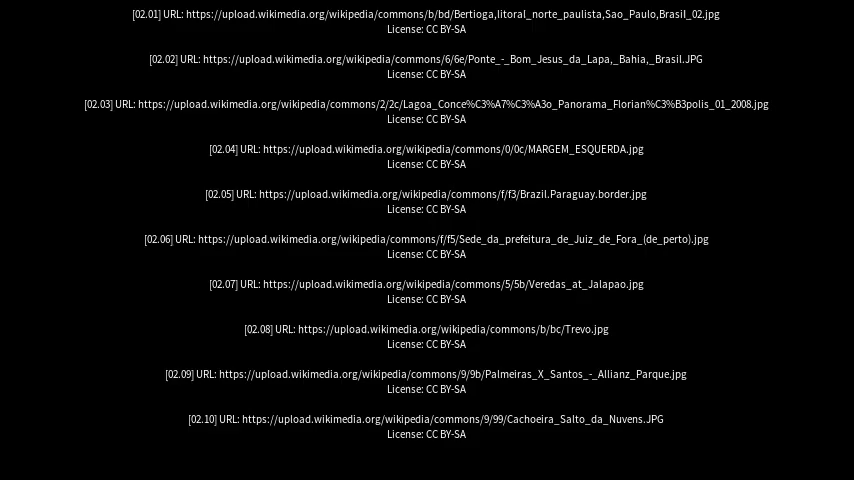 [02.01] URL: https://upload.wikimedia.org/wikipedia/commons/b/bd/Bertioga,litoral_norte_paulista,Sao_Paulo,Brasil_02.jpg
License: CC BY-SA
[02.02] URL: https://upload.wikimedia.org/wikipedia/commons/6/6e/Ponte_-_Bom_Jesus_da_Lapa,_Bahia,_Brasil.JPG
License: CC BY-SA
[02.03] URL: https://upload.wikimedia.org/wikipedia/commons/2/2c/Lagoa_Conce%C3%A7%C3%A3o_Panorama_Florian%C3%B3polis_01_2008.jpg
License: CC BY-SA
[02.04] URL: https://upload.wikimedia.org/wikipedia/commons/0/0c/MARGEM_ESQUERDA.jpg
License: CC BY-SA
[02.05] URL: https://upload.wikimedia.org/wikipedia/commons/f/f3/Brazil.Paraguay.border.jpg
License: CC BY-SA
[02.06] URL: https://upload.wikimedia.org/wikipedia/commons/f/f5/Sede_da_prefeitura_de_Juiz_de_Fora_(de_perto).jpg
License: CC BY-SA
[02.07] URL: https://upload.wikimedia.org/wikipedia/commons/5/5b/Veredas_at_Jalapao.jpg
License: CC BY-SA
[02.08] URL: https://upload.wikimedia.org/wikipedia/commons/b/bc/Trevo.jpg
License: CC BY-SA
[02.09] URL: https://upload.wikimedia.org/wikipedia/commons/9/9b/Palmeiras_X_Santos_-_Allianz_Parque.jpg
License: CC BY-SA
[02.10] URL: https://upload.wikimedia.org/wikipedia/commons/9/99/Cachoeira_Salto_da_Nuvens.JPG
License: CC BY-SA